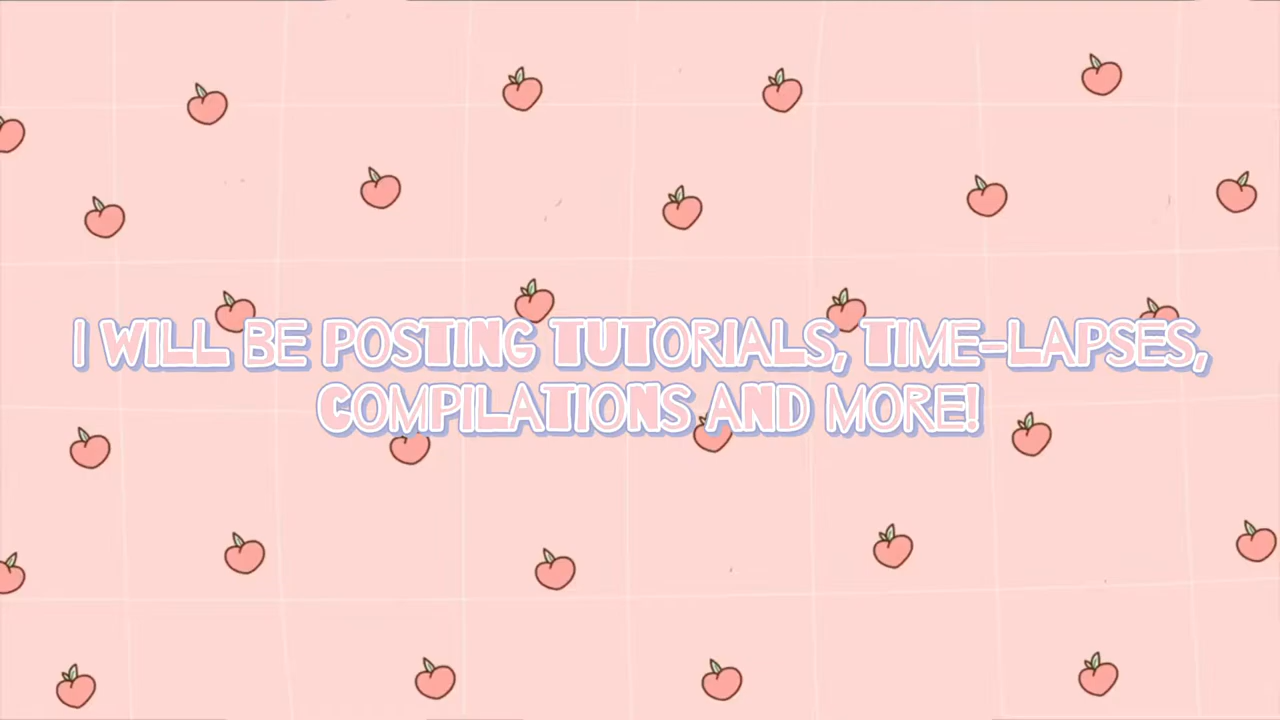 I WILL BE POSTING TUTORIALS, TIME-LAPSES,
COMPILATIONS AND MORE!